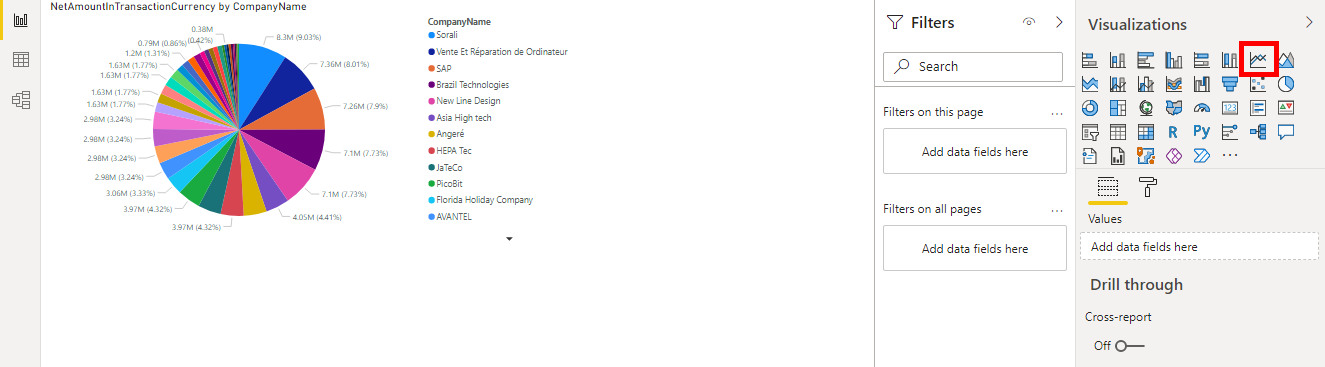 NetAmountInTransactionCurrency by CompanyName
0.38M
(0.42%)
0.79M (0.86%)
1.2M (1.31%)
1.63M (1.77%)
1.63M (1.77%)
1.63M (1.77%)
1.63M (1.77%)
2.98M (3.24%)
2.98M (3.24%)
2.98M (3.24%)
2.98M (3.24%)
3.06M (3.33%)
3.97M (4.32%)
3.97M (4.32%)
8.3M (9.03%)
7.36M (8.01%)
7.26M (7.9%)
7.1M (7.73%)
7.1M (7.73%)
4.05M (4.41%)
CompanyName
Sorali
Vente Et Réparation de Ordinateur
SAP
Brazil Technologies
New Line Design
Asia High tech
Angeré
HEPA Tec
JaTeCo
PicoBit
Florida Holiday Company
AVANTEL
Filters
Search
Filters on this page
...
Add data fields here
Filters on all pages
...
Add data fields here
Visualizations
123
R
Py
...
Values
Add data fields here
Drill through
Cross-report
Off